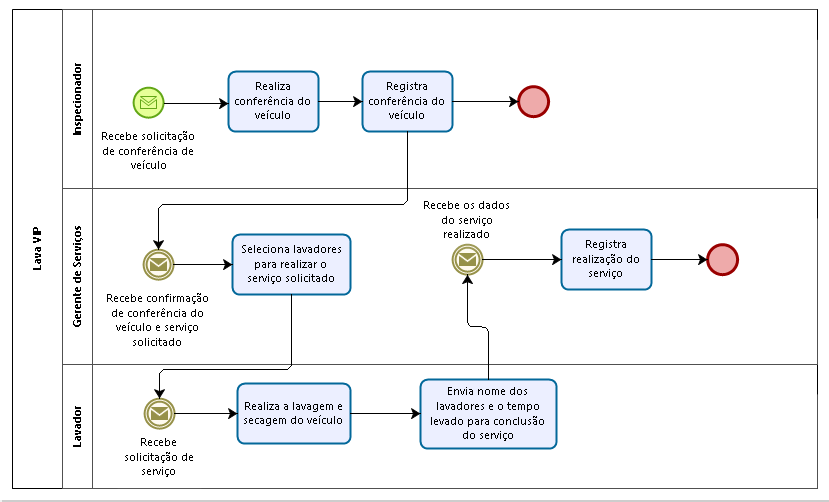 Lava VIP
Inspecionador
Recebe solicitação
de conferência de
veículo
Realiza
conferência do
veículo
Registra
conferência do
veículo
Gerente de Serviços
Recebe confirmação
de conferência do
veículo e serviço
solicitado
Seleciona lavadores
para realizar o
serviço solicitado
Recebe os dados
do serviço
realizado
Registra
realização do
serviço
Lavador
Recebe
solicitação de
serviço
Realiza a lavagem e
secagem do veículo
Envia nome dos
lavadores e o tempo
levado para conclusão
do serviço